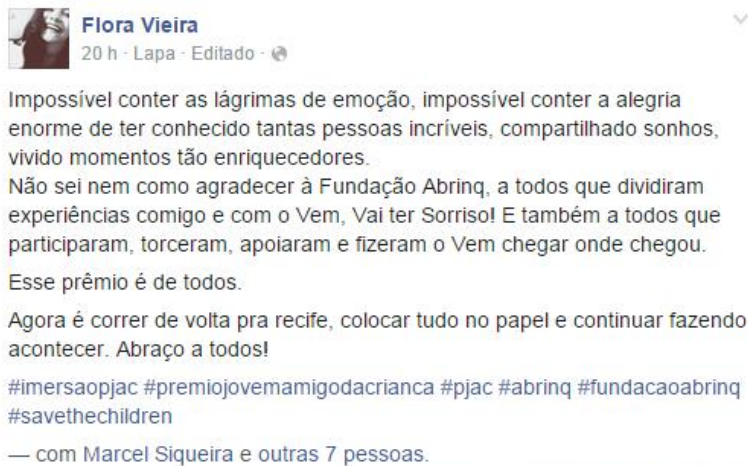 Flora Vieira
20 h · Lapa · Editado ·
Impossível conter as lágrimas de emoção, impossível conter a alegria
enorme de ter conhecido tantas pessoas incríveis, compartilhado sonhos,
vivido momentos tão enriquecedores.
Não sei nem como agradecer à Fundação Abrinq, a todos que dividiram
experiências comigo e com o Vem, Vai ter Sorriso! E também a todos que
participaram, torceram, apoiaram e fizeram o Vem chegar onde chegou.
Esse prêmio é de todos.
Agora é correr de volta pra recife, colocar tudo no papel e continuar fazendo
acontecer. Abraço a todos!
#imersaopjac #premiojovemamigodacrianca #pjac #abrinq #fundacaoabrinq
#savethechildren
— com Marcel Siqueira e outras 7 pessoas.